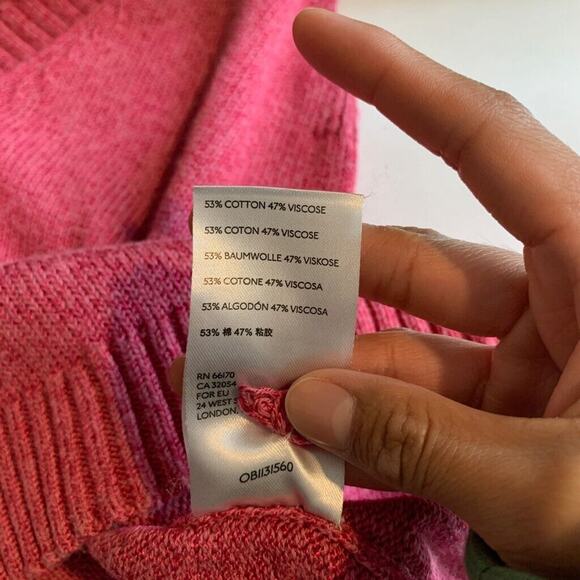 53% COTTON 47% VISCOSE
53% COTON 47% VISCOSE
53% BAUMWOLLE 47% VISKOSE
53% COTONE 47% VISCOSA
53% ALGODÓN 47% VISCOSA
53% 棉 47% 粘胶
RN 66170
CA 32054
FOR EU
24 WEST
LONDON,
OB1131560